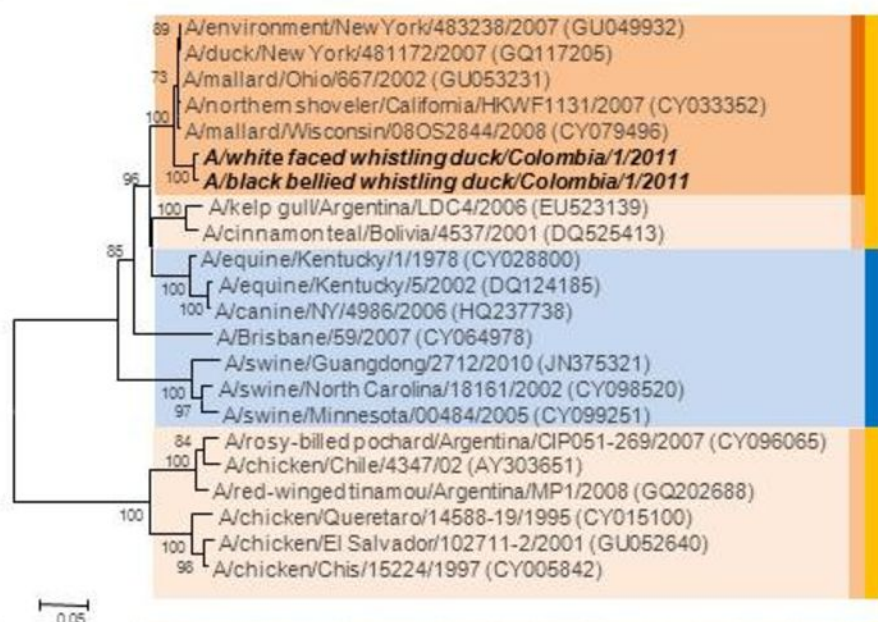 89
A/environment/New York/483238/2007 (GU049932)
A/duck/New York/481172/2007 (GQ117205)
73
A/mallard/Ohio/667/2002 (GU053231)
A/northern shoveler/California/HKWF1131/2007 (CY033352)
100
A/mallard/Wisconsin/08OS2844/2008 (CY079496)
A/white faced whistling duck/Colombia/1/2011
100
A/black bellied whistling duck/Colombia/1/2011
96
100
A/kelp gull/Argentina/LDC4/2006 (EU523139)
A/cinnamon teal/Bolivia/4537/2001 (DQ525413)
85
A/equine/Kentucky/1/1978 (CY028800)
100
A/equine/Kentucky/5/2002 (DQ124185)
100
A/canine/NY/4986/2006 (HQ237738)
A/Brisbane/59/2007 (CY064978)
A/swine/Guangdong/2712/2010 (JN375321)
100
A/swine/North Carolina/18161/2002 (CY098520)
97
A/swine/Minnesota/00484/2005 (CY099251)
84
A/rosy-billed pochard/Argentina/CIP051-269/2007 (CY096065)
100
A/chicken/Chile/4347/02 (AY303651)
A/red-winged tinamou/Argentina/MP1/2008 (GQ202688)
100
A/chicken/Queretaro/14588-19/1995 (CY015100)
100
A/chicken/El Salvador/102711-2/2001 (GU052640)
98
A/chicken/Chis/15224/1997 (CY005842)
0.05